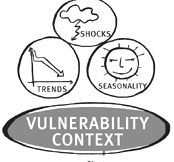 SHOCKS
TRENDS
SEASONALITY
VULNERABILITY
CONTEXT